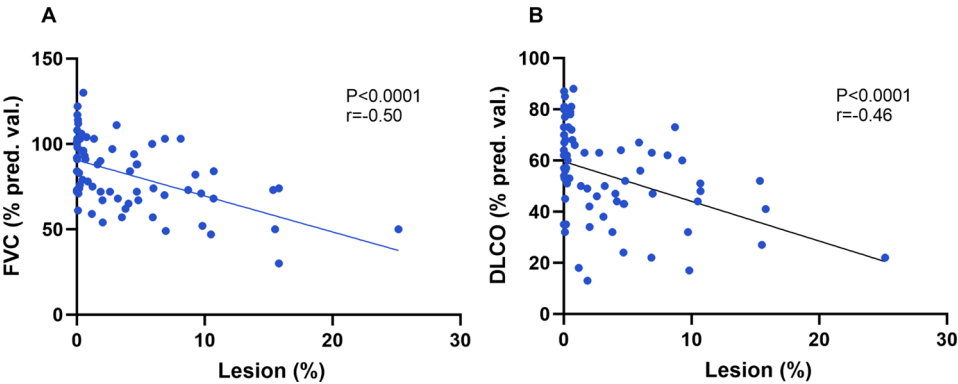 A
FVC (% pred. val.)
150
100
50
0
P<0.0001
r=-0.50
0 10 20 30
Lesion (%)
B
DLCO (% pred. val.)
100
80
60
40
20
0
P<0.0001
r=-0.46
0 10 20 30
Lesion (%)